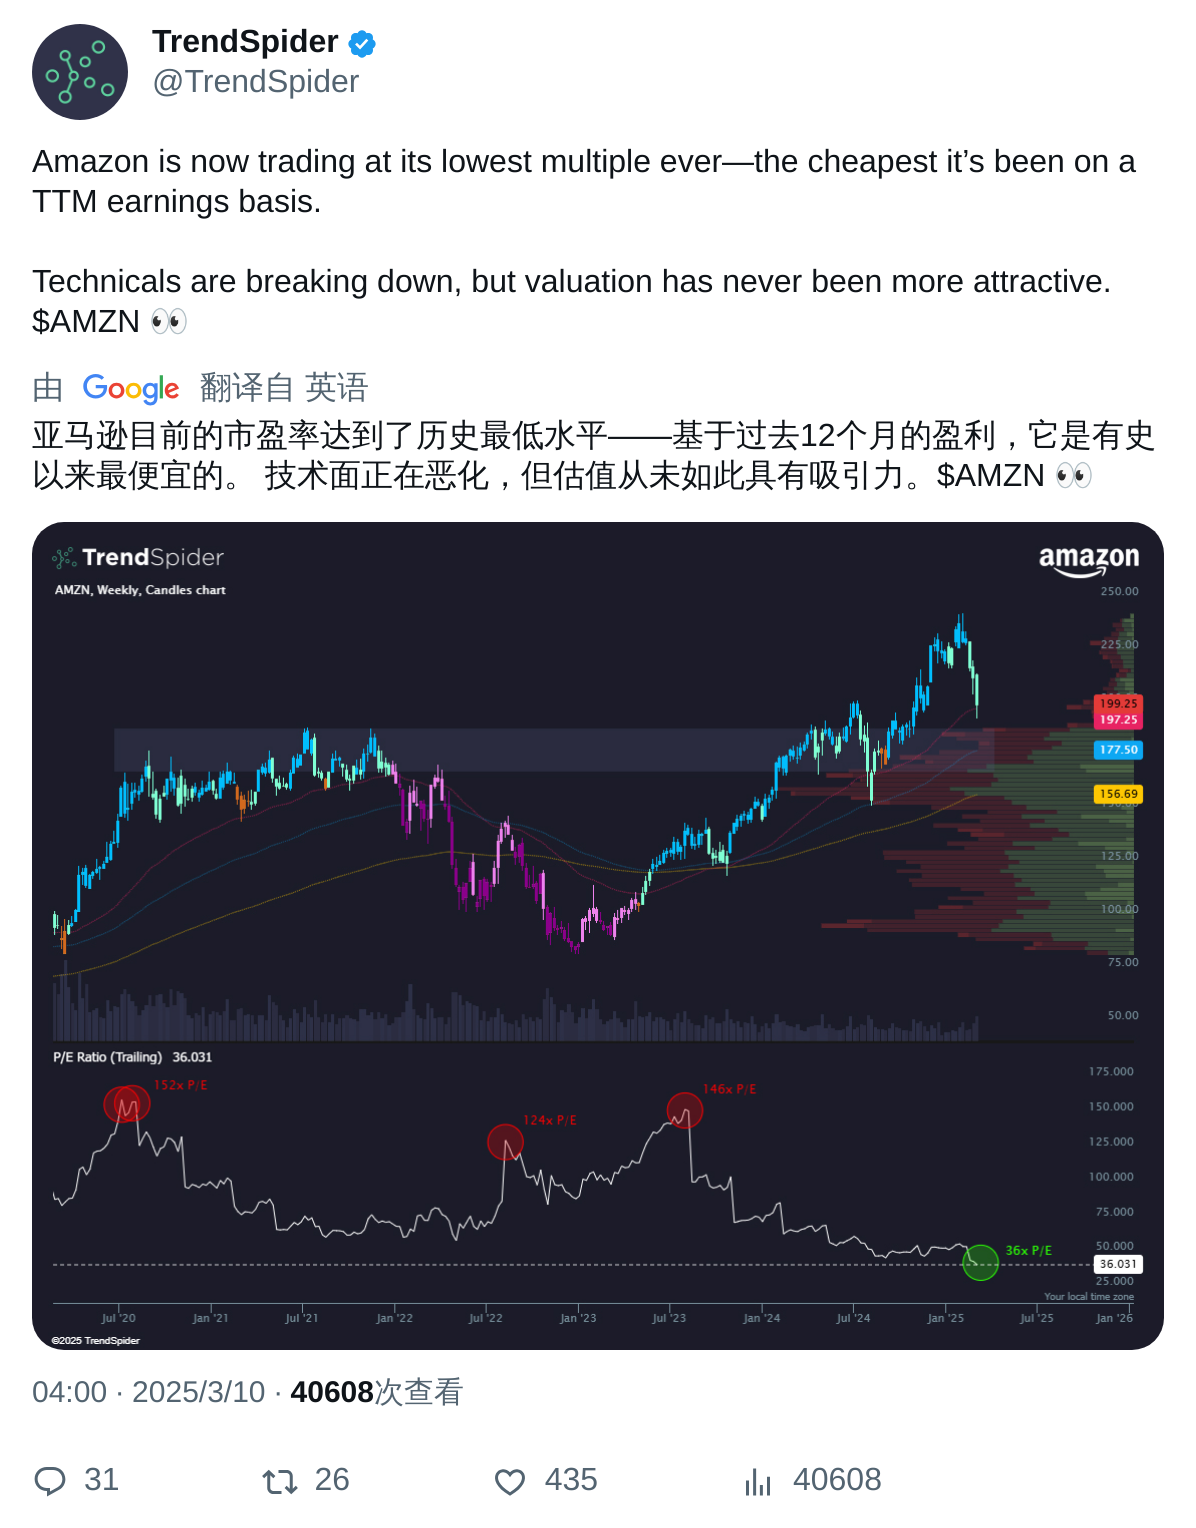 TrendSpider
@TrendSpider
Amazon is now trading at its lowest multiple ever—the cheapest it’s been on a
TTM earnings basis.
Technicals are breaking down, but valuation has never been more attractive.
$AMZN 👀
由 Google 翻译自 英语
亚马逊目前的市盈率达到了历史最低水平——基于过去12个月的盈利，它是有史
以来最便宜的。 技术面正在恶化，但估值从未如此具有吸引力。$AMZN 👀
TrendSpider
amazon
AMZN, Weekly, Candles chart
250.00
225.00
199.25
197.25
177.50
156.69
125.00
100.00
75.00
50.00
P/E Ratio (Trailing) 36.031
175.000
152x P/E
146x P/E
150.000
124x P/E
125.000
100.000
75.000
50.000
36x P/E
36.031
25.000
Your local time zone
Jul '20 Jan '21 Jul '21 Jan '22 Jul '22 Jan '23 Jul '23 Jan '24 Jul '24 Jan '25 Jul '25 Jan '26
©2025 TrendSpider
04:00 · 2025/3/10 · 40608次查看
31 26 435 40608